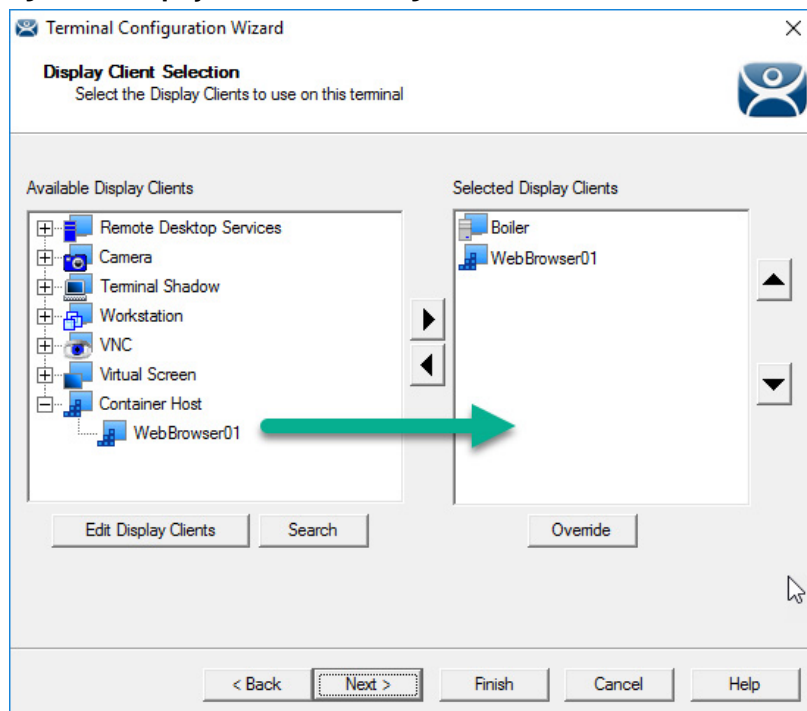 Terminal Configuration Wizard
Display Client Selection
Select the Display Clients to use on this terminal
Available Display Clients
Selected Display Clients
Remote Desktop Services
Camera
Terminal Shadow
Workstation
VNC
Virtual Screen
Container Host
WebBrowser01
Boiler
WebBrowser01
Edit Display Clients
Search
Override
< Back
Next >
Finish
Cancel
Help